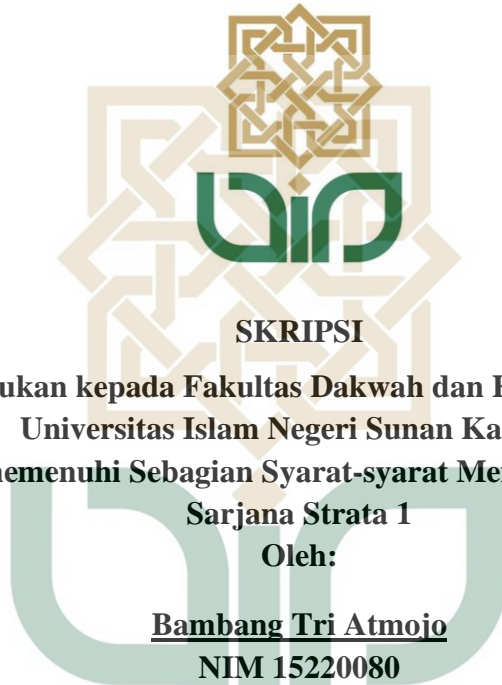 uin
SKRIPSI
ukan kepada Fakultas Dakwah dan
Universitas Islam Negeri Sunan Ka
memenuhi Sebagian Syarat-syarat Me
Sarjana Strata 1
Oleh:
Bambang Tri Atmojo
NIM 15220080